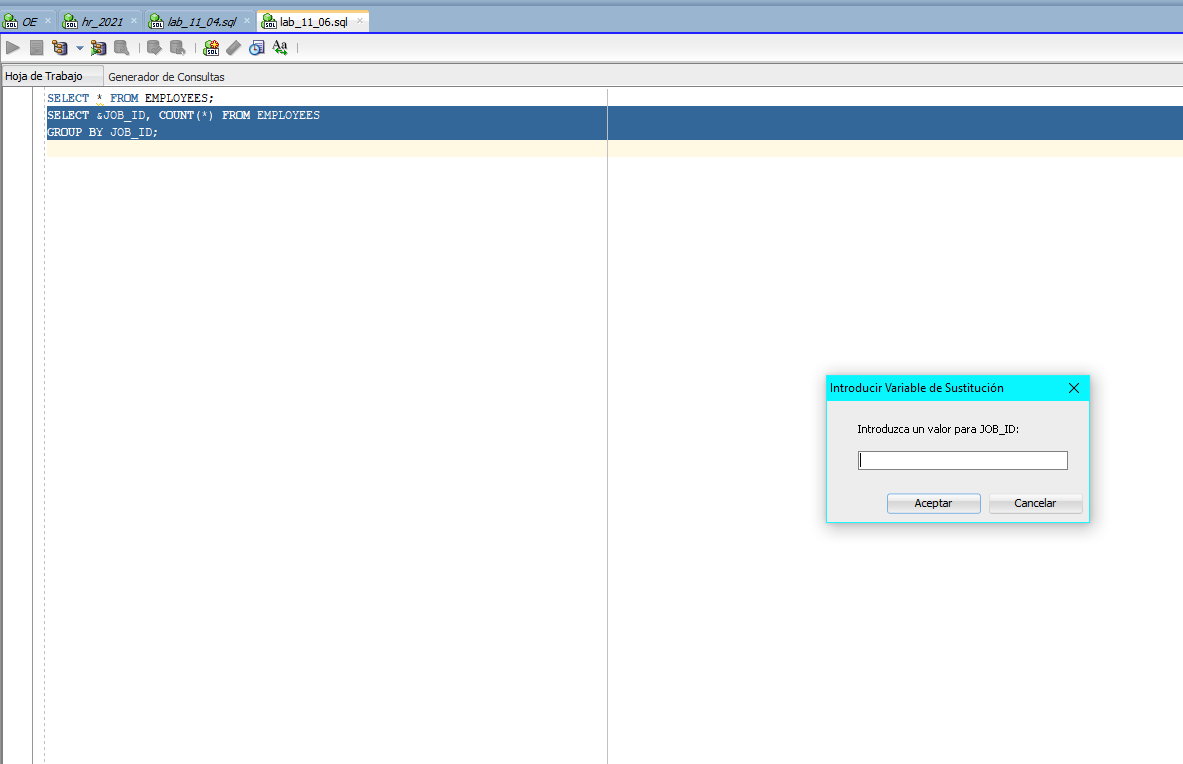 OE
hr_2021
lab_11_04.sql
lab_11_06.sql
Hoja de Trabajo
Generador de Consultas
SELECT * FROM EMPLOYEES;
SELECT &JOB_ID, COUNT(*) FROM EMPLOYEES
GROUP BY JOB_ID;
Introducir Variable de Sustitución
Introduzca un valor para JOB_ID:
Aceptar
Cancelar